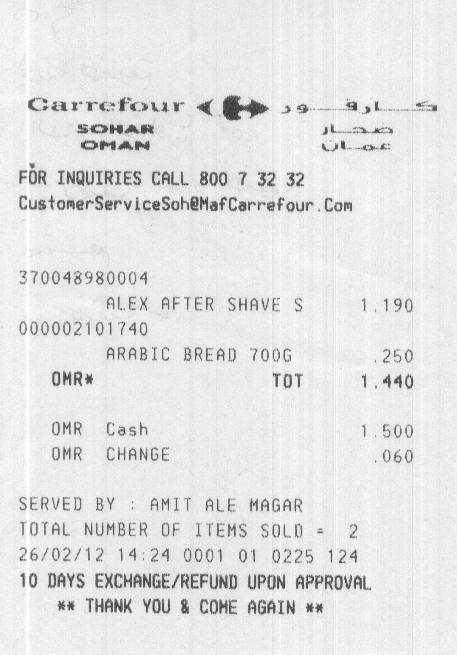 Carrefour كارفور
SOHAR صحار
OMAN عمان
FOR INQUIRIES CALL 800 7 32 32
CustomerServiceSoh@MafCarrefour.Com
370048980004
ALEX AFTER SHAVE S 1.190
000002101740
ARABIC BREAD 700G .250
OMR* TOT 1.440
OMR Cash 1.500
OMR CHANGE .060
SERVED BY : AMIT ALE MAGAR
TOTAL NUMBER OF ITEMS SOLD = 2
26/02/12 14:24 0001 01 0225 124
10 DAYS EXCHANGE/REFUND UPON APPROVAL
** THANK YOU & COME AGAIN **